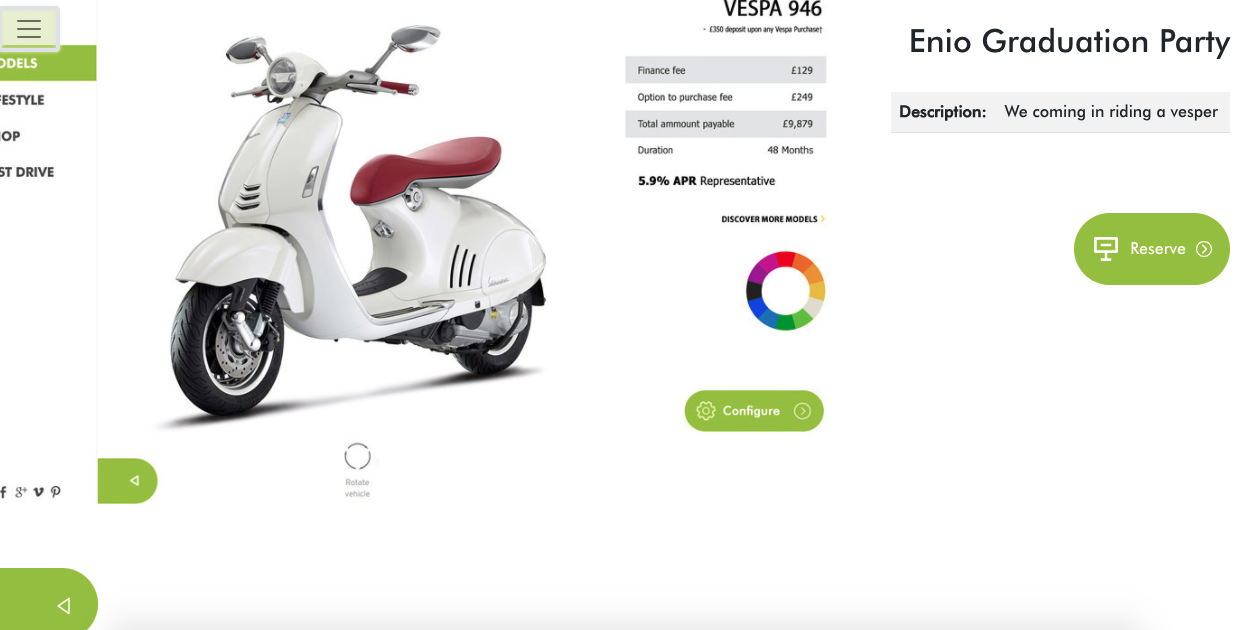 ODELS
FESTYLE
HOP
ST DRIVE
VESPA 946
- £350 deposit upon any Vespa Purchase†
Finance fee £129
Option to purchase fee £249
Total ammount payable £9,879
Duration 48 Months
5.9% APR Representative
DISCOVER MORE MODELS
Configure
Rotate
vehicle
Enio Graduation Party
Description: We coming in riding a vesper
Reserve